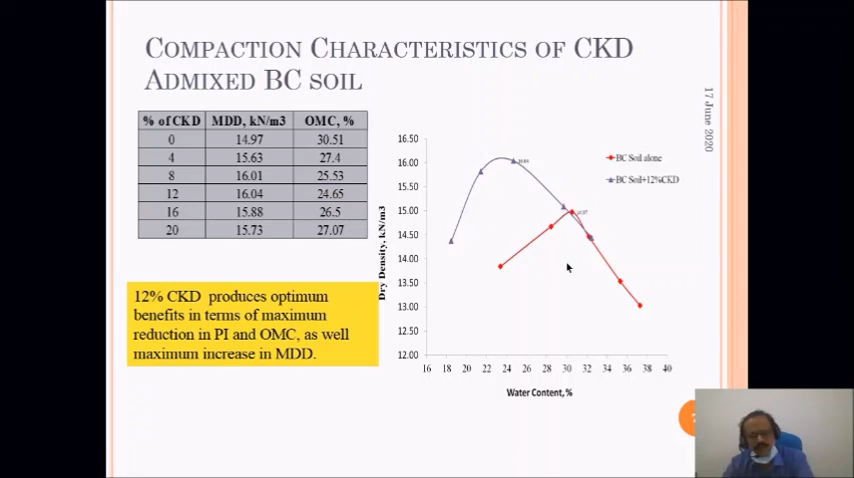 COMPACTION CHARACTERISTICS OF CKD
ADMIXED BC SOIL
17 June 2020
% of CKD MDD, kN/m3 OMC, %
0 14.97 30.51
4 15.63 27.4
8 16.01 25.53
12 16.04 24.65
16 15.88 26.5
20 15.73 27.07
12% CKD produces optimum
benefits in terms of maximum
reduction in PI and OMC, as well
maximum increase in MDD.
Dry Density, kN/m3
16.50
16.00
15.50
15.00
14.50
14.00
13.50
13.00
12.50
12.00
16 18 20 22 24 26 28 30 32 34 36 38 40
Water Content, %
BC Soil alone
BC Soil+12%CKD